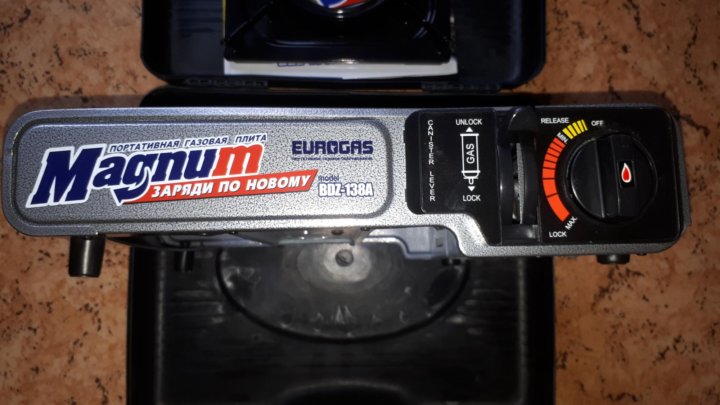 ПОРТАТИВНАЯ ГАЗОВАЯ ПЛИТА
Magnum
ЗАРЯДИ ПО НОВОМУ
EUROGAS
model
BDZ-138A
CANISTER LEVER
UNLOCK
GAS
LOCK
RELEASE
OFF
MAX
LOCK